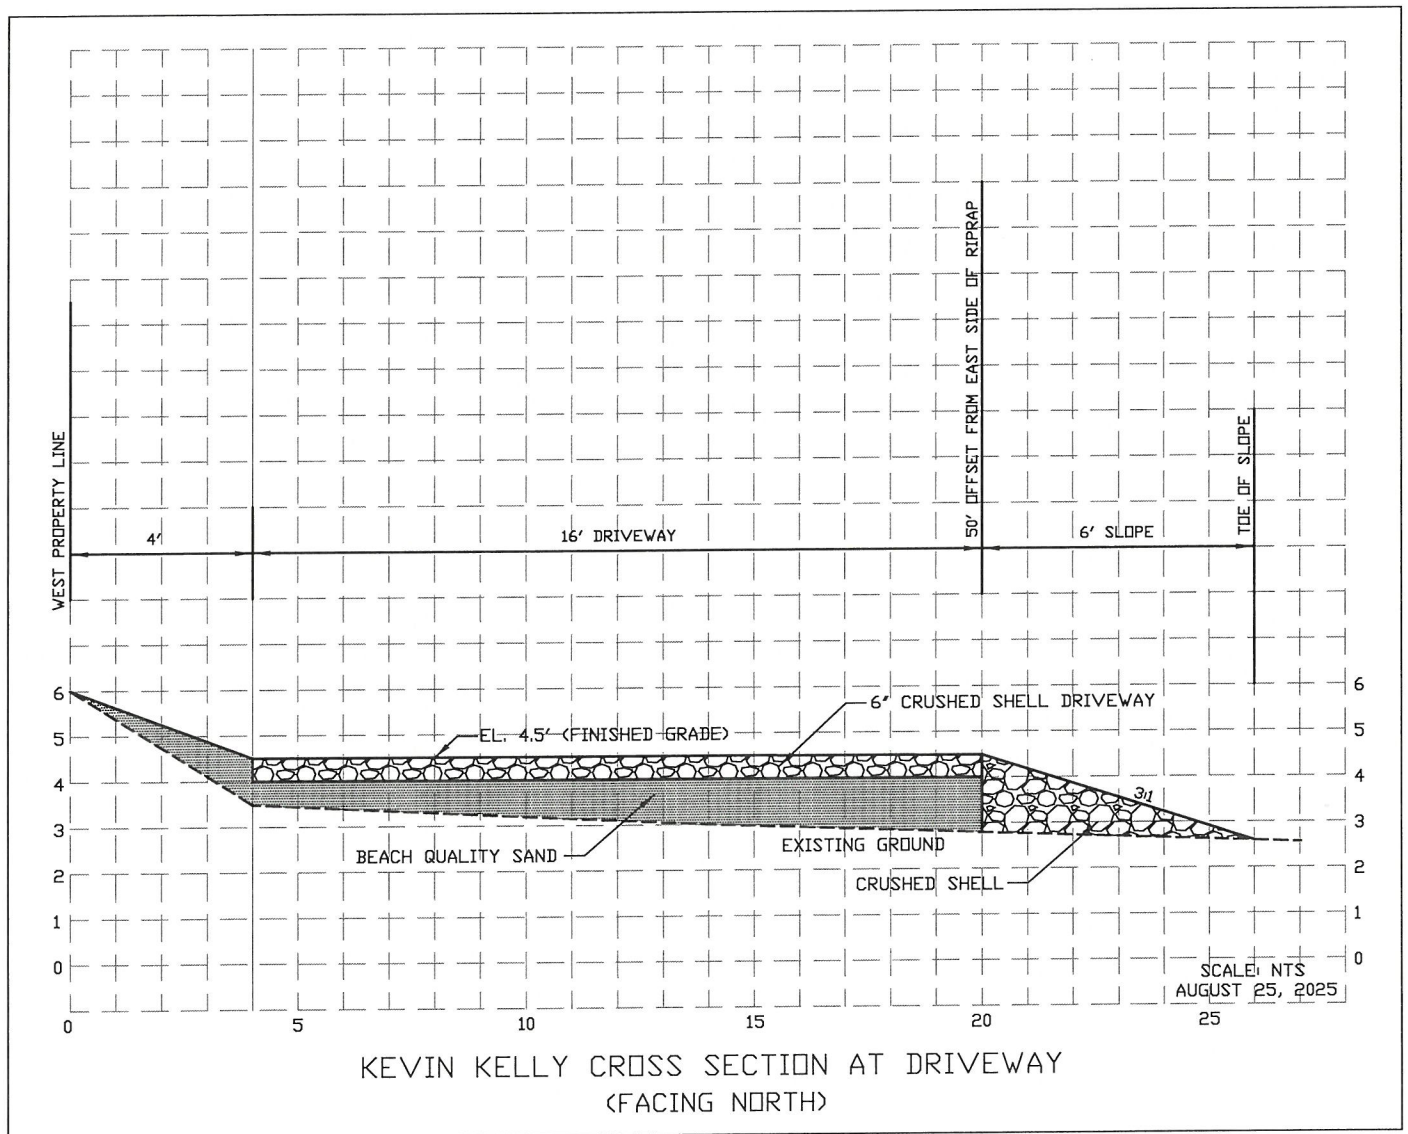 WEST PROPERTY LINE
50' OFFSET FROM EAST SIDE OF RIPRAP
TOE OF SLOPE
4'
16' DRIVEWAY
6' SLOPE
6
5
4
3
2
1
0
6
5
4
3
2
1
0
6" CRUSHED SHELL DRIVEWAY
EL. 4.5' (FINISHED GRADE)
3:1
BEACH QUALITY SAND
EXISTING GROUND
CRUSHED SHELL
SCALE: NTS
AUGUST 25, 2025
0 5 10 15 20 25
KEVIN KELLY CROSS SECTION AT DRIVEWAY
(FACING NORTH)